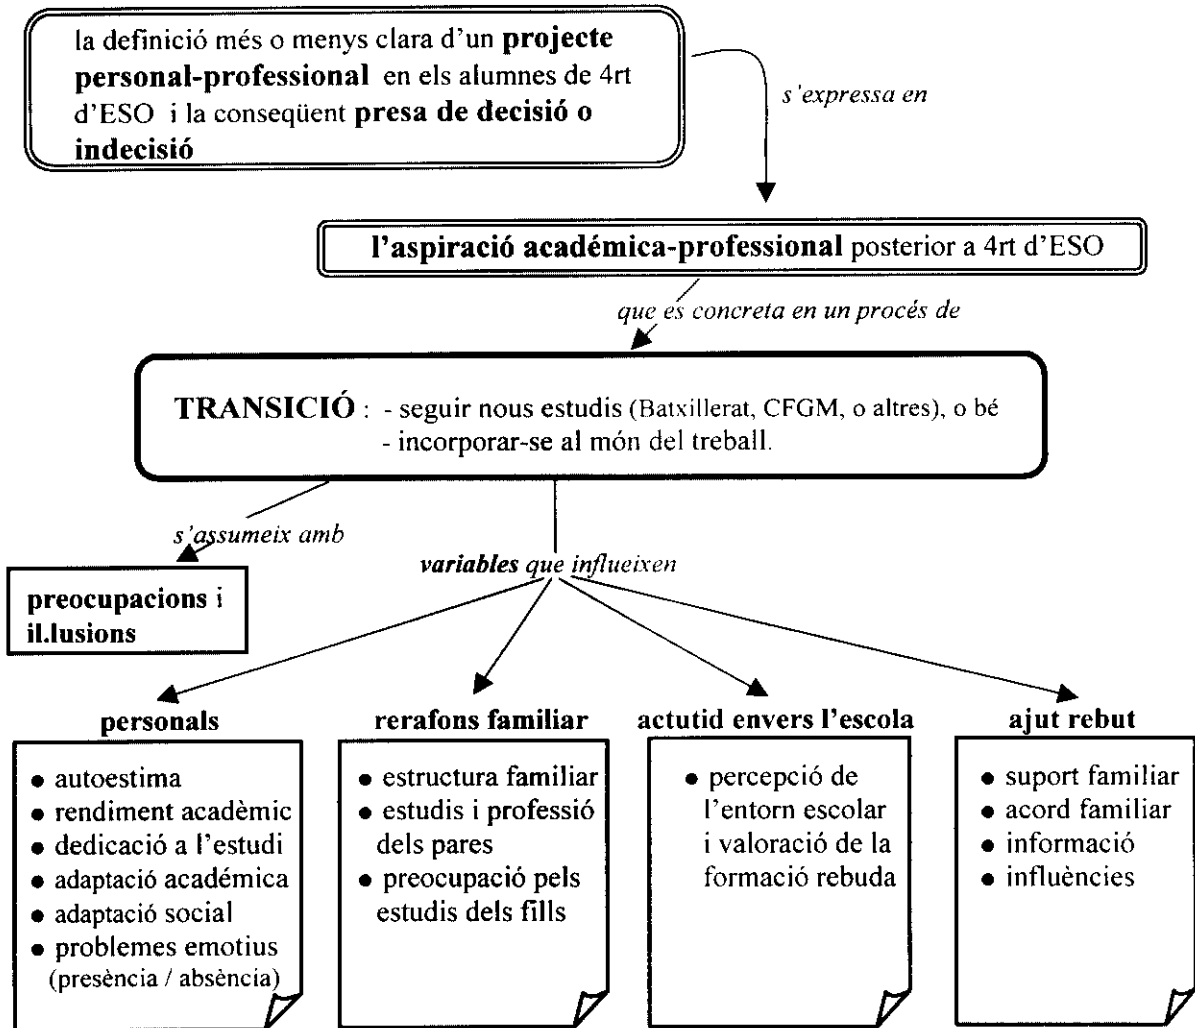 la definició més o menys clara d'un projecte
personal-professional en els alumnes de 4rt
d'ESO i la conseqüent presa de decisió o
indecisió
s'expressa en
l'aspiració académica-professional posterior a 4rt d'ESO
que es concreta en un procés de
TRANSICIÓ : - seguir nous estudis (Batxillerat, CFGM, o altres), o bé
- incorporar-se al món del treball.
s'assumeix amb
variables que influeixen
preocupacions i
il.lusions
personals
● autoestima
● rendiment acadèmic
● dedicació a l'estudi
● adaptació académica
● adaptació social
● problemes emotius
(presència / absència)
rerafons familiar
● estructura familiar
● estudis i professió
dels pares
● preocupació pels
estudis dels fills
actutid envers l'escola
● percepció de
l'entorn escolar
i valoració de la
formació rebuda
ajut rebut
● suport familiar
● acord familiar
● informació
● influències